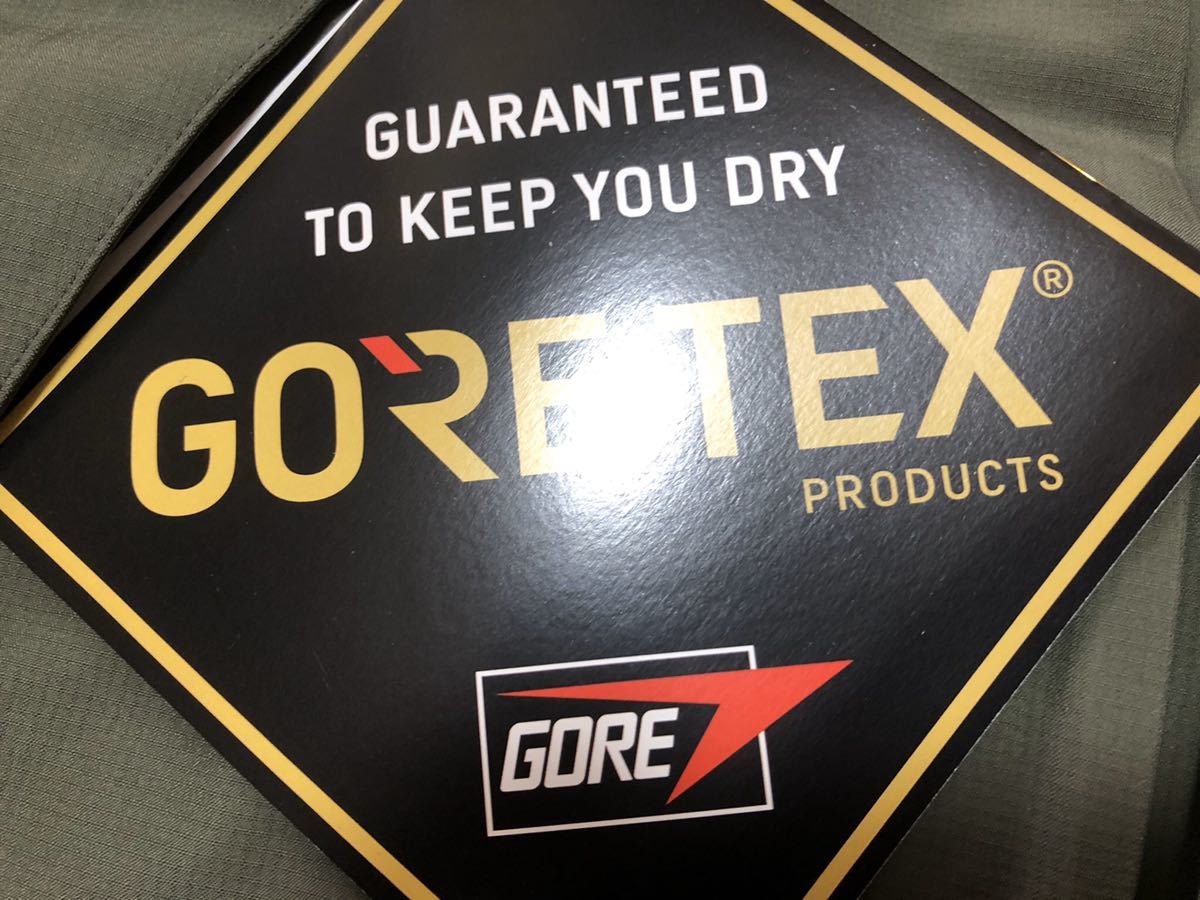 GUARANTEED
TO KEEP YOU DRY
GORE-TEX®
PRODUCTS
GORE